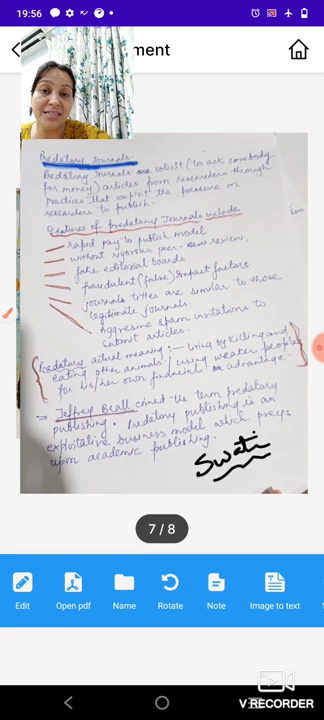 19:56
ment
Predatory Journals
Predatory Journals are solicit (to ask somebody
for money) articles from researchers through
practices that exploit the pressure on
researchers to publish.
Features of predatory Journals include
rapid pay to publish model
without rigorous peer- review,
fake editorial boards
fraudulent (false) impact factors
journals titles are similar to those
legitimate journals.
Aggresive spam invitations to
submit articles.
Predatory actual meaning :- living by killing and
eating other animals / using weaker people
for his/her own financial advantage.
⇒ Jeffrey Beall coined the term predatory
publishing. Predatory publishing is an
exploitative business model which preys
upon academic publishing.
Swati
7 / 8
Edit
Open pdf
Name
Rotate
Note
Image to text
V RECORDER